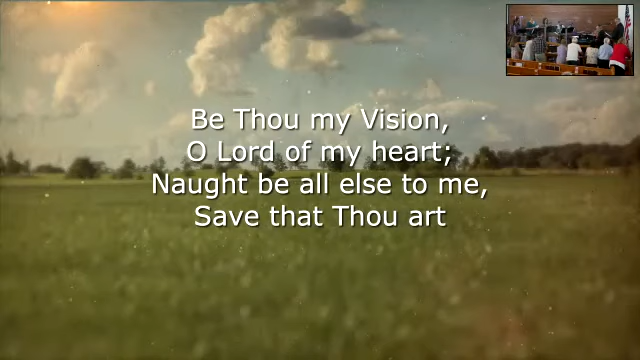 Be Thou my Vision,
O Lord of my heart;
Naught be all else to me,
Save that Thou art